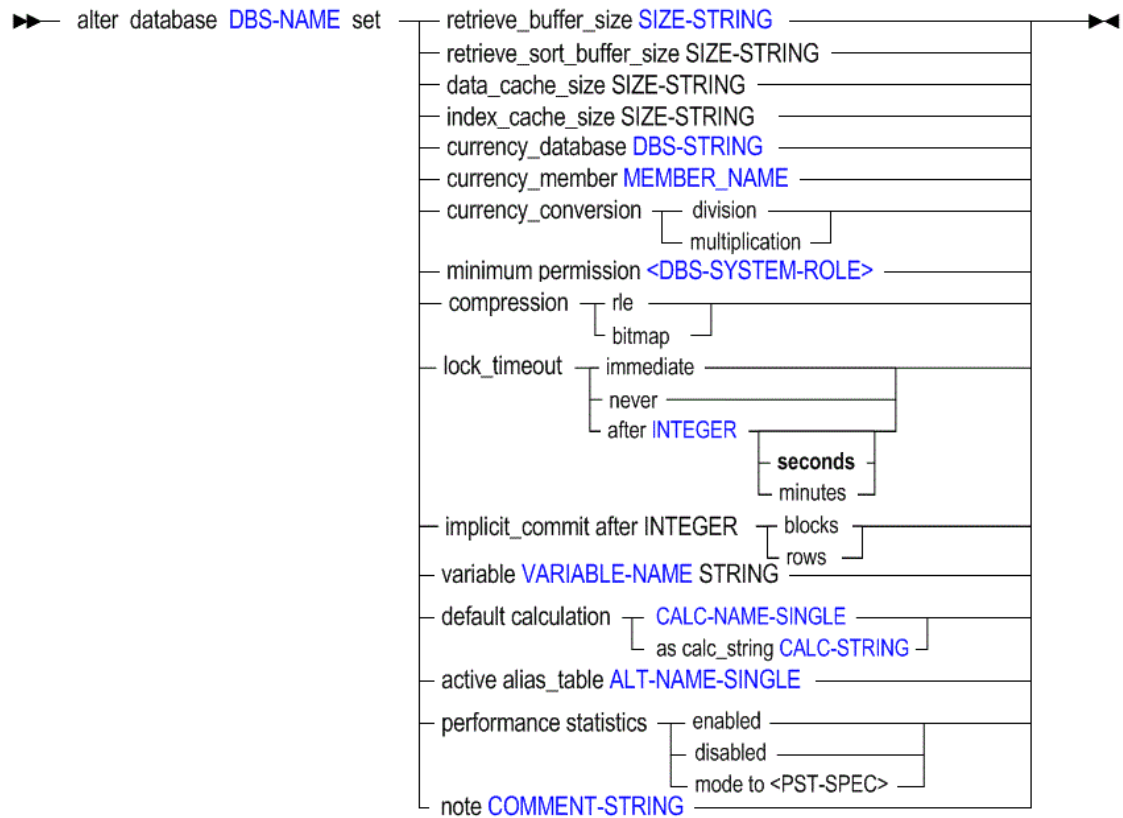 alter database DBS-NAME set retrieve_buffer_size SIZE-STRING
retrieve_sort_buffer_size SIZE-STRING
data_cache_size SIZE-STRING
index_cache_size SIZE-STRING
currency_database DBS-STRING
currency_member MEMBER_NAME
currency_conversion division
multiplication
minimum permission <DBS-SYSTEM-ROLE>
compression rle
bitmap
lock_timeout immediate
never
after INTEGER
seconds
minutes
implicit_commit after INTEGER blocks
rows
variable VARIABLE-NAME STRING
default calculation CALC-NAME-SINGLE
as calc_string CALC-STRING
active alias_table ALT-NAME-SINGLE
performance statistics enabled
disabled
mode to <PST-SPEC>
note COMMENT-STRING